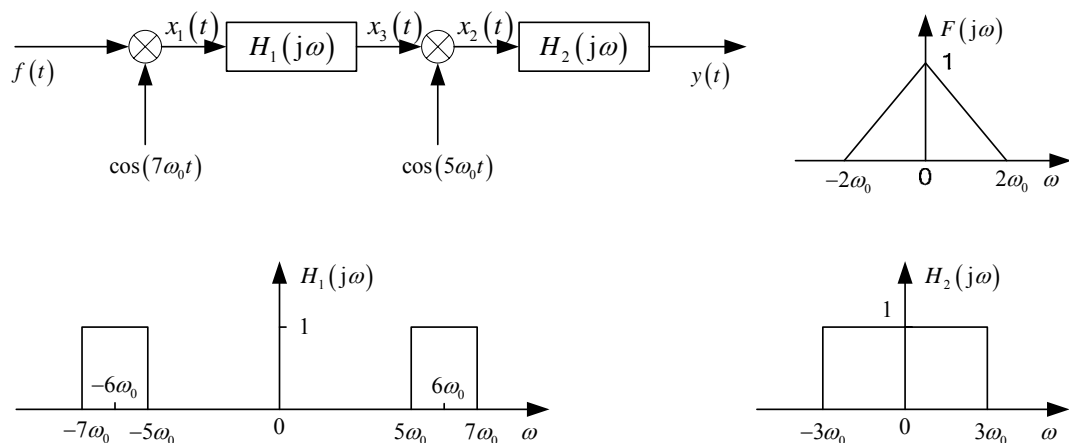 x₁(t) H₁(jω) x₃(t) x₂(t) H₂(jω)
f(t) y(t)
cos(7ω₀t) cos(5ω₀t)
F(jω)
1
−2ω₀ 0 2ω₀ ω
H₁(jω)
1
−6ω₀ 6ω₀
−7ω₀ −5ω₀ 0 5ω₀ 7ω₀ ω
H₂(jω)
1
−3ω₀ 0 3ω₀ ω